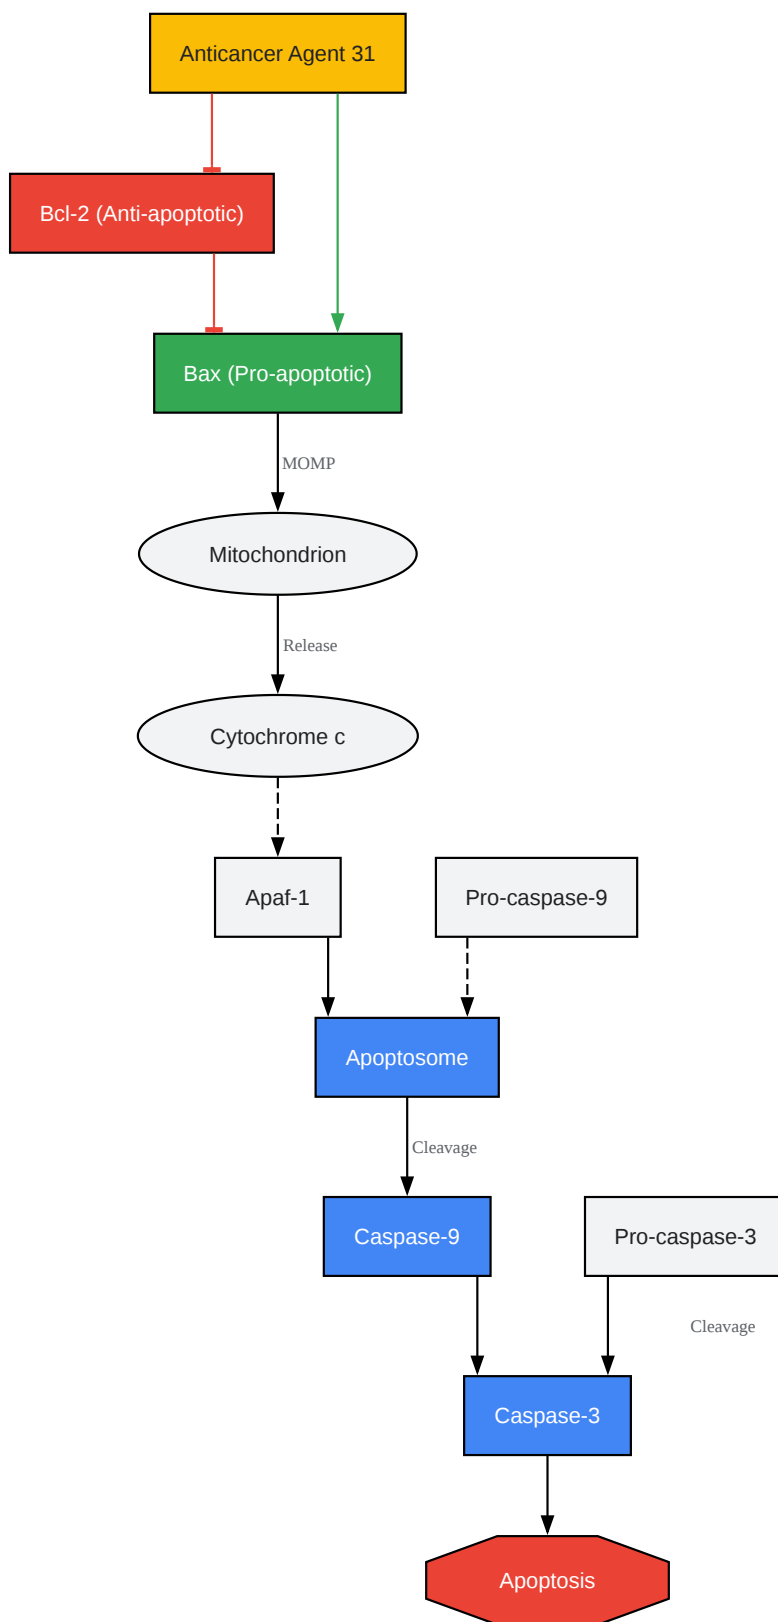 Anticancer Agent 31
Bcl-2 (Anti-apoptotic)
Bax (Pro-apoptotic)
MOMP
Mitochondrion
Release
Cytochrome c
Apaf-1
Pro-caspase-9
Apoptosome
Cleavage
Caspase-9
Pro-caspase-3
Cleavage
Caspase-3
Apoptosis